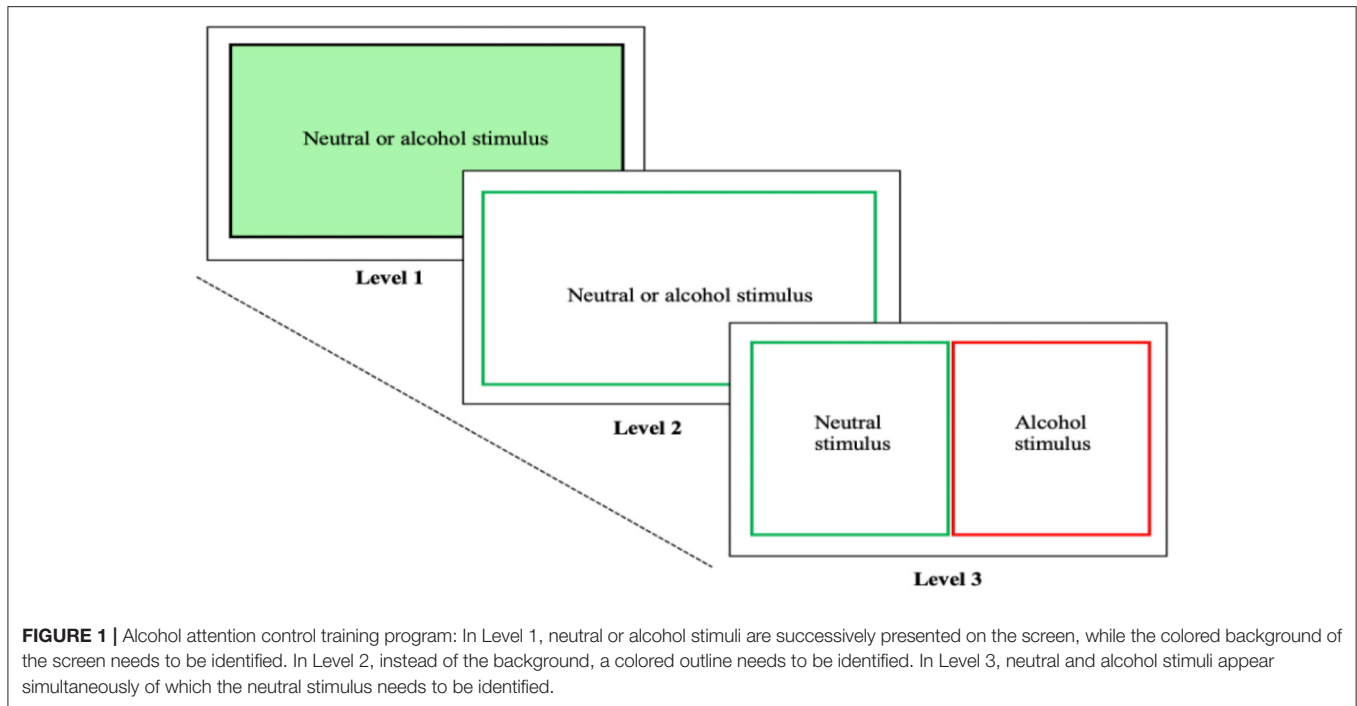 Neutral or alcohol stimulus
Level 1
Neutral or alcohol stimulus
Level 2
Neutral
stimulus
Alcohol
stimulus
Level 3
FIGURE 1 | Alcohol attention control training program: In Level 1, neutral or alcohol stimuli are successively presented on the screen, while the colored background of
the screen needs to be identified. In Level 2, instead of the background, a colored outline needs to be identified. In Level 3, neutral and alcohol stimuli appear
simultaneously of which the neutral stimulus needs to be identified.